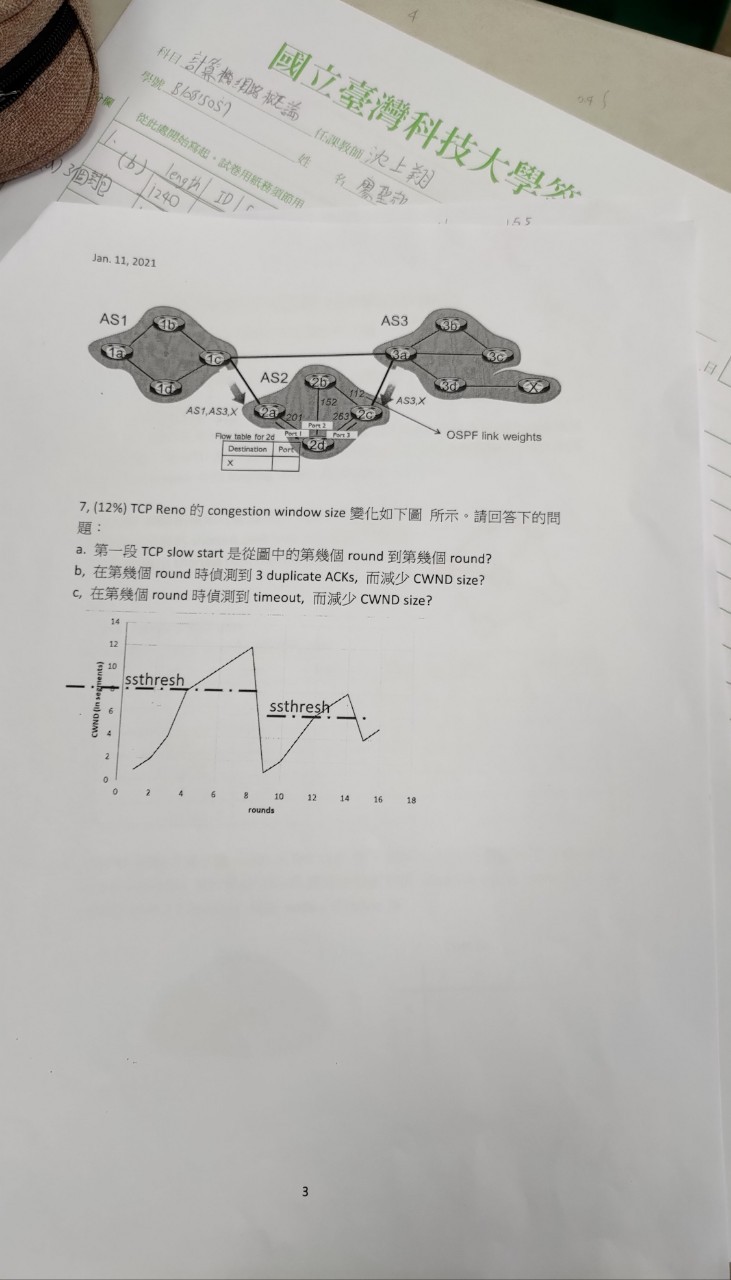 國立臺灣科技大學答
科目 計算機網路概論
任課教師 沈上翔
學號 B10815057
姓 名
從此處開始寫起,試卷用紙務須節用
1. (b) length ID
1240
Jan. 11, 2021
AS1
1b
1a
1c
1d
AS3
3b
3a
3c
3d
X
AS2
2b
112
152
2a
201
263
2c
AS1,AS3,X
AS3,X
Port 1
Port 2
Port 3
2d
OSPF link weights
Flow table for 2d
Destination Port
X
7, (12%) TCP Reno 的 congestion window size 變化如下圖 所示。請回答下的問
題:
a. 第一段 TCP slow start 是從圖中的第幾個 round 到第幾個 round?
b, 在第幾個 round 時偵測到 3 duplicate ACKs, 而減少 CWND size?
c, 在第幾個 round 時偵測到 timeout, 而減少 CWND size?
14
12
10
8
6
4
2
0
CWND (in segments)
ssthresh
ssthresh
0 2 4 6 8 10 12 14 16 18
rounds
3